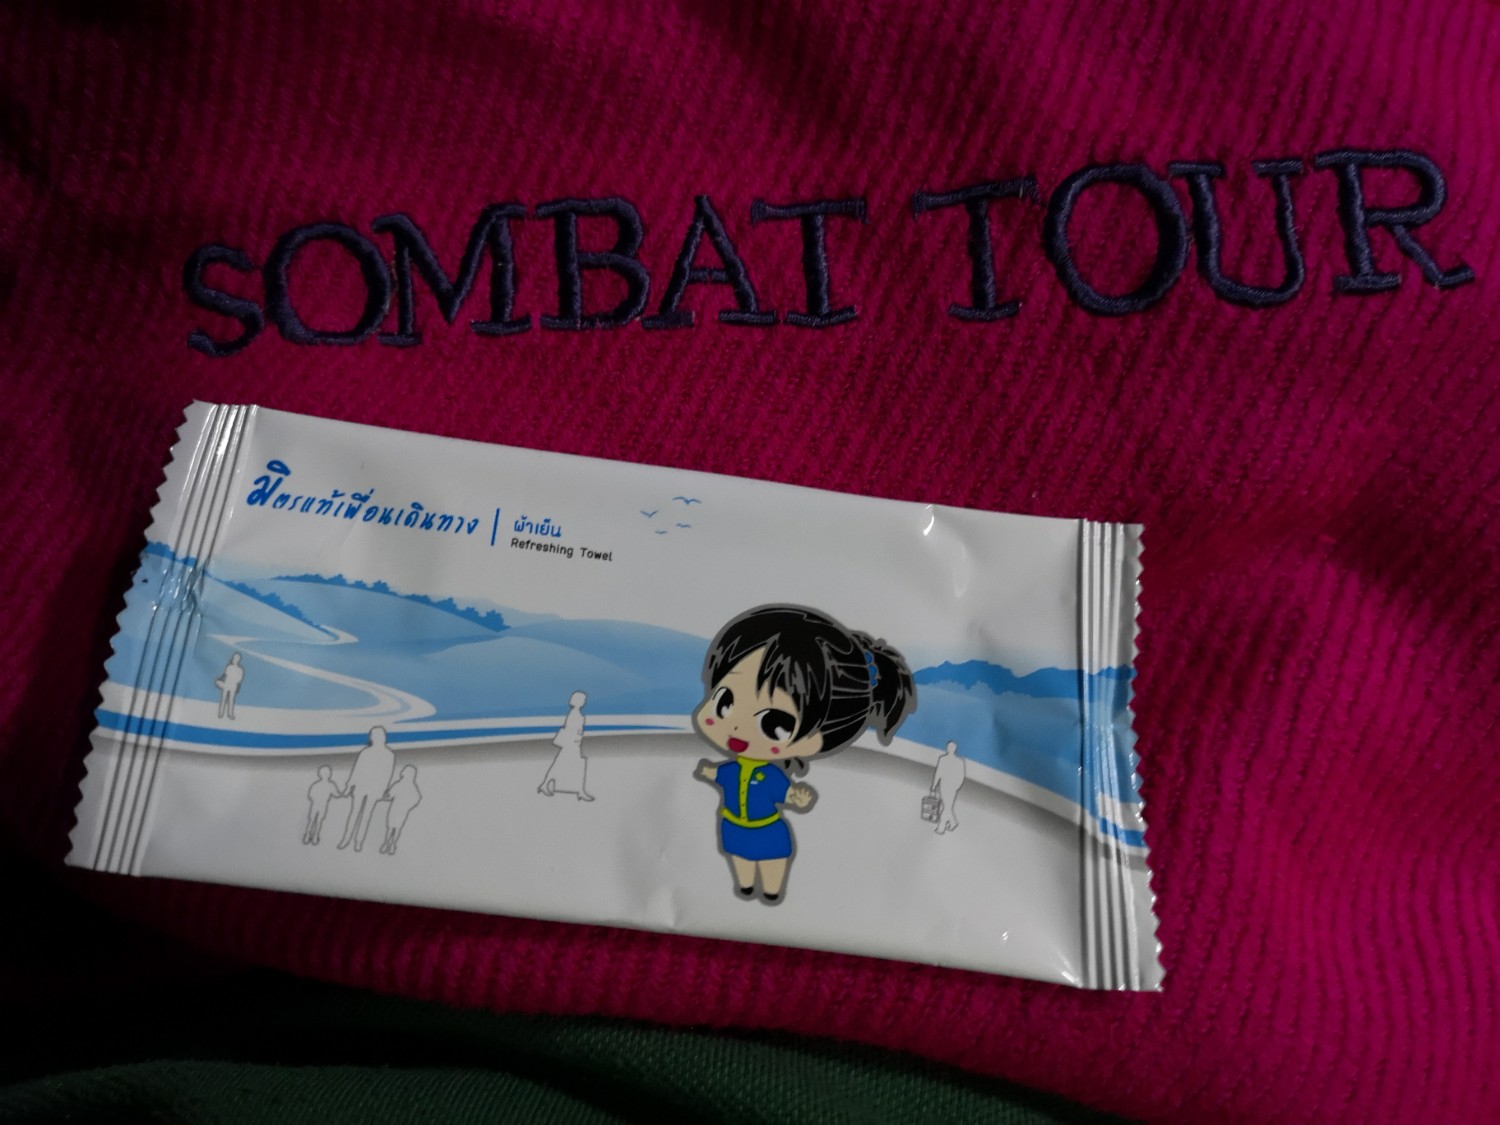 SOMBAT TOUR
มิตรแท้เพื่อนเดินทาง
ผ้าเย็น
Refreshing Towel